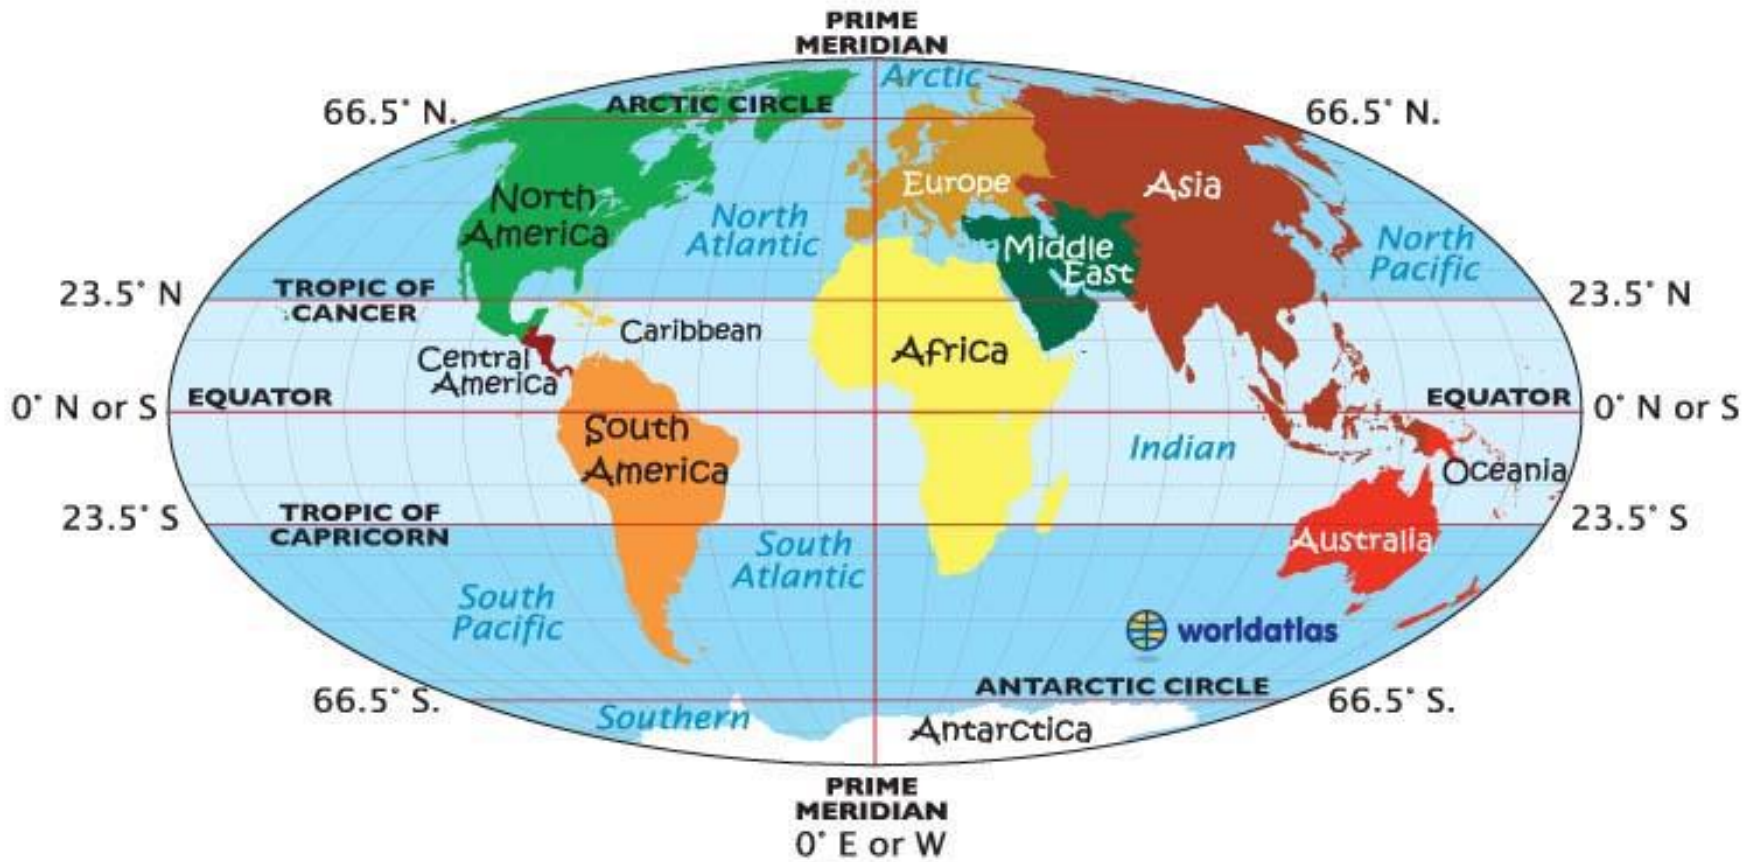 PRIME
MERIDIAN
Arctic
66.5° N.
ARCTIC CIRCLE
66.5° N.
North
America
North
Atlantic
Europe
Asia
Middle
East
North
Pacific
23.5° N
TROPIC OF
CANCER
23.5° N
Caribbean
Central
America
Africa
0° N or S
EQUATOR
EQUATOR
0° N or S
South
America
Indian
Oceania
23.5° S
TROPIC OF
CAPRICORN
23.5° S
South
Atlantic
Australia
South
Pacific
worldatlas
66.5° S.
ANTARCTIC CIRCLE
66.5° S.
Southern
Antarctica
PRIME
MERIDIAN
0° E or W